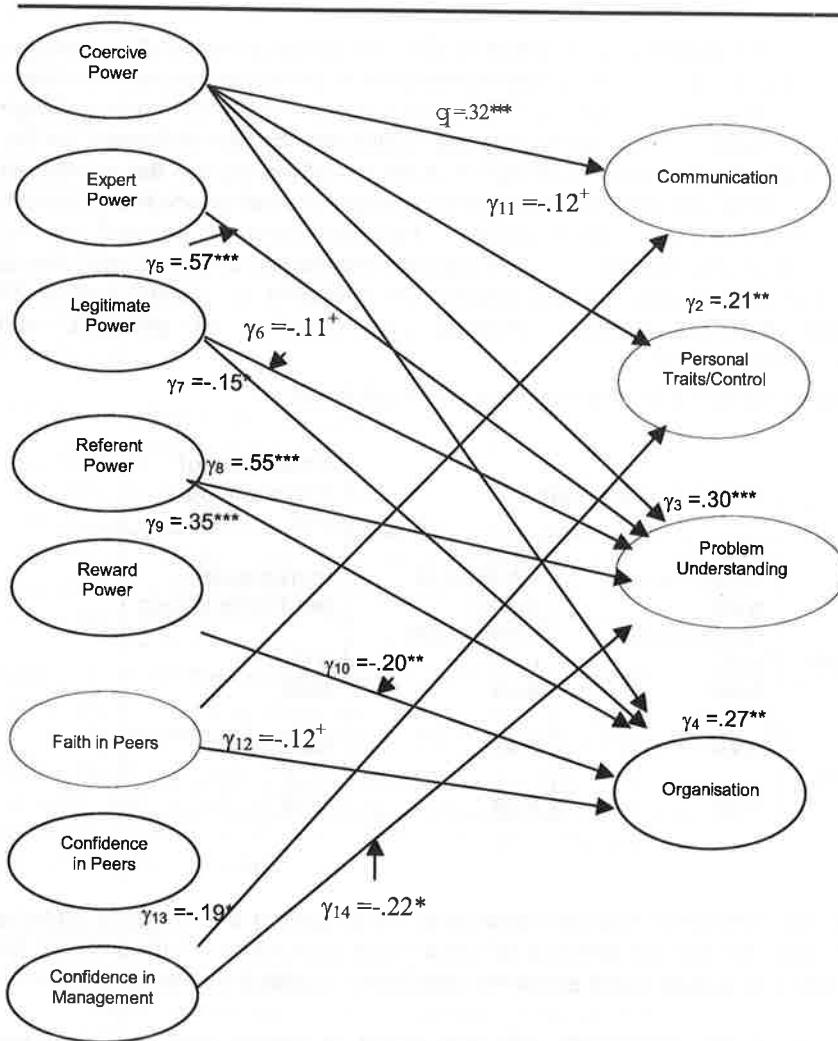 Coercive
Power
q=.32***
Communication
γ11 =-.12+
Expert
Power
γ5 =.57***
γ2 =.21**
Legitimate
Power
γ6 =-.11+
γ7 =-.15*
Personal
Traits/Control
Referent
Power
γ8 =.55***
γ9 =.35***
γ3 =.30***
Problem
Understanding
Reward
Power
γ10 =-.20**
γ4 =.27**
Faith in Peers
γ12 =-.12+
Organisation
Confidence
in Peers
γ13 =-.19*
γ14 =-.22*
Confidence in
Management